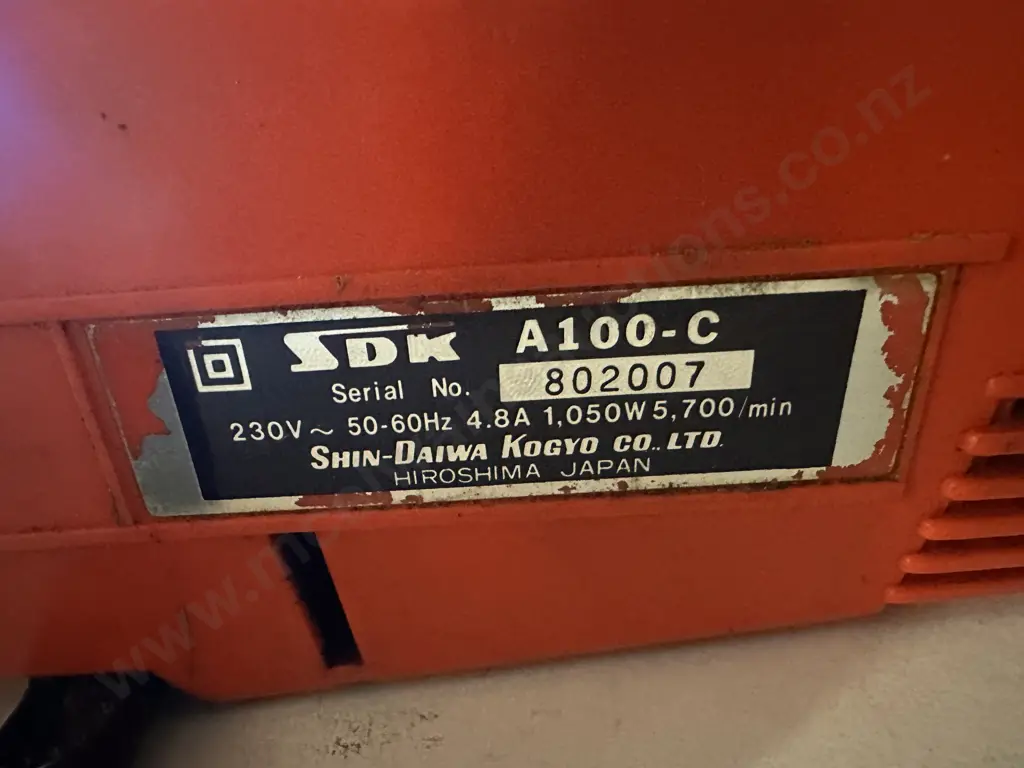 SDK A100-C
Serial No. 802007
230V ~ 50-60Hz 4.8A 1,050W 5,700/min
SHIN-DAIWA KOGYO CO., LTD.
HIROSHIMA JAPAN